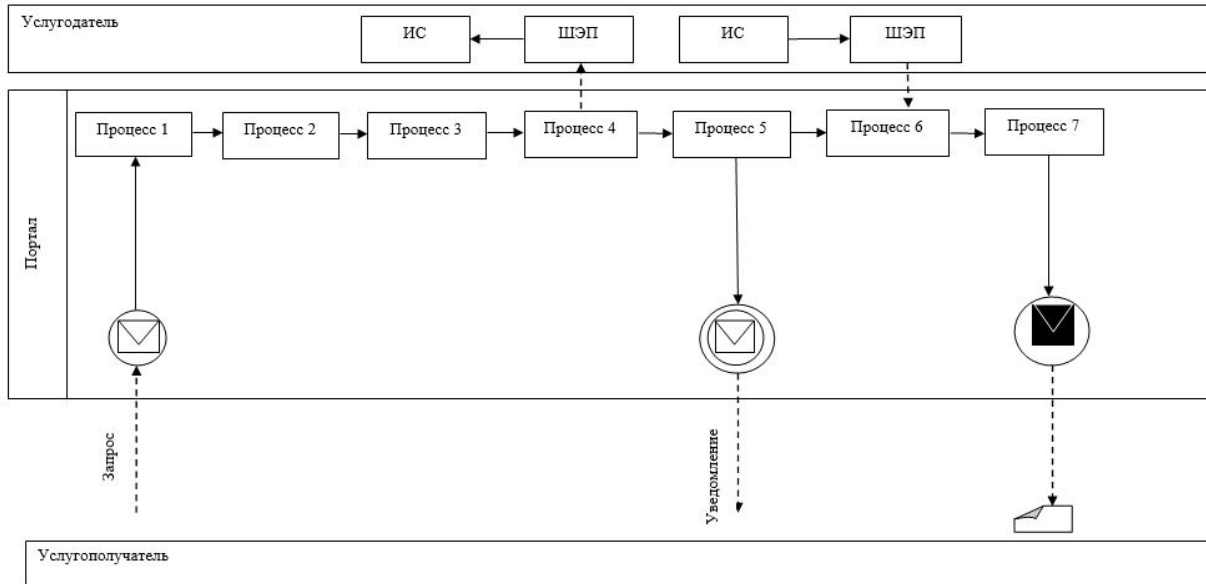 Услугодатель
ИС
ШЭП
ИС
ШЭП
Портал
Процесс 1
Процесс 2
Процесс 3
Процесс 4
Процесс 5
Процесс 6
Процесс 7
Запрос
Уведомление
Услугополучатель